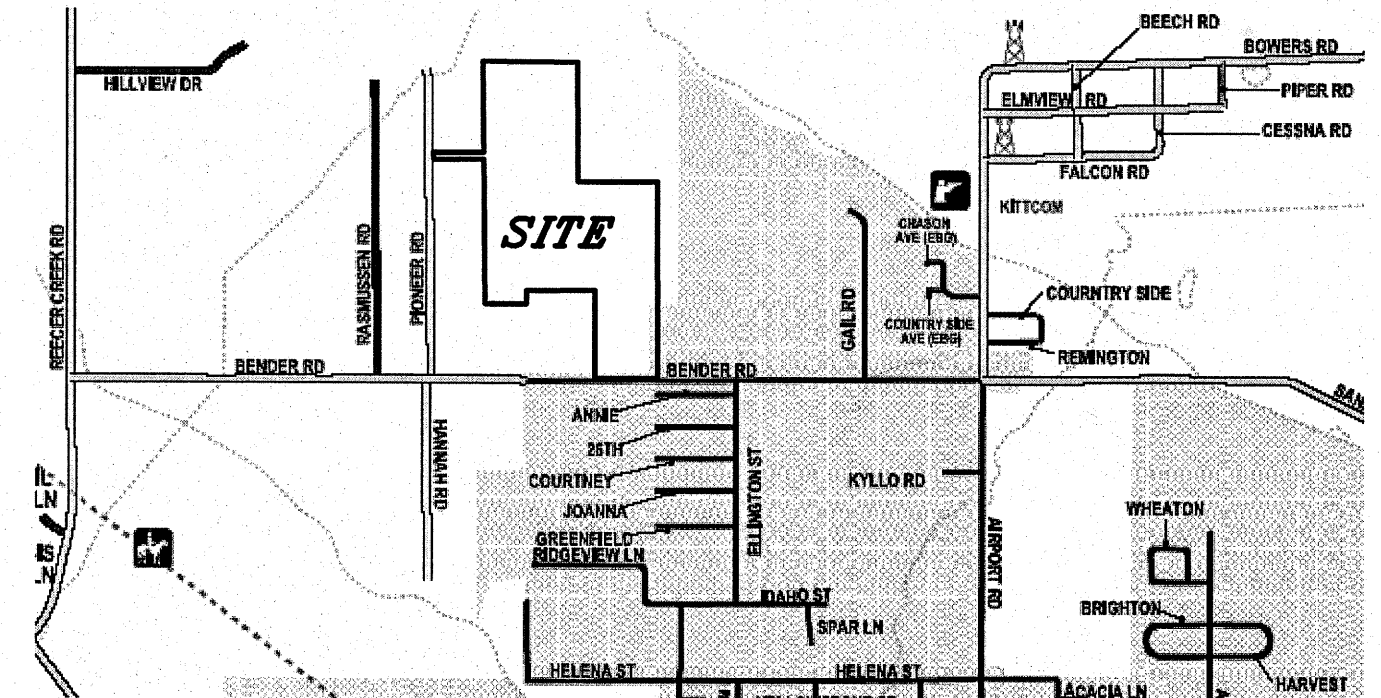 BEECH RD
BOWERS RD
HILLVIEW DR
PIPER RD
ELMVIEW RD
CESSNA RD
FALCON RD
KITTCOM
SITE
CHASON
AVE (EBG)
REECER CREEK RD
RASMUSSEN RD
PIONEER RD
GAIL RD
COURNTRY SIDE
COUNTRY SIDE
AVE (EBG)
REMINGTON
BENDER RD
BENDER RD
ANNIE
HANNAH RD
26TH
COURTNEY
ELLINGTON ST
KYLLO RD
JOANNA
LN
AIRPORT RD
WHEATON
GREENFIELD
RIDGEVIEW LN
IDAHO ST
BRIGHTON
SPAR LN
HELENA ST
HELENA ST
HARVEST
ACACIA LN